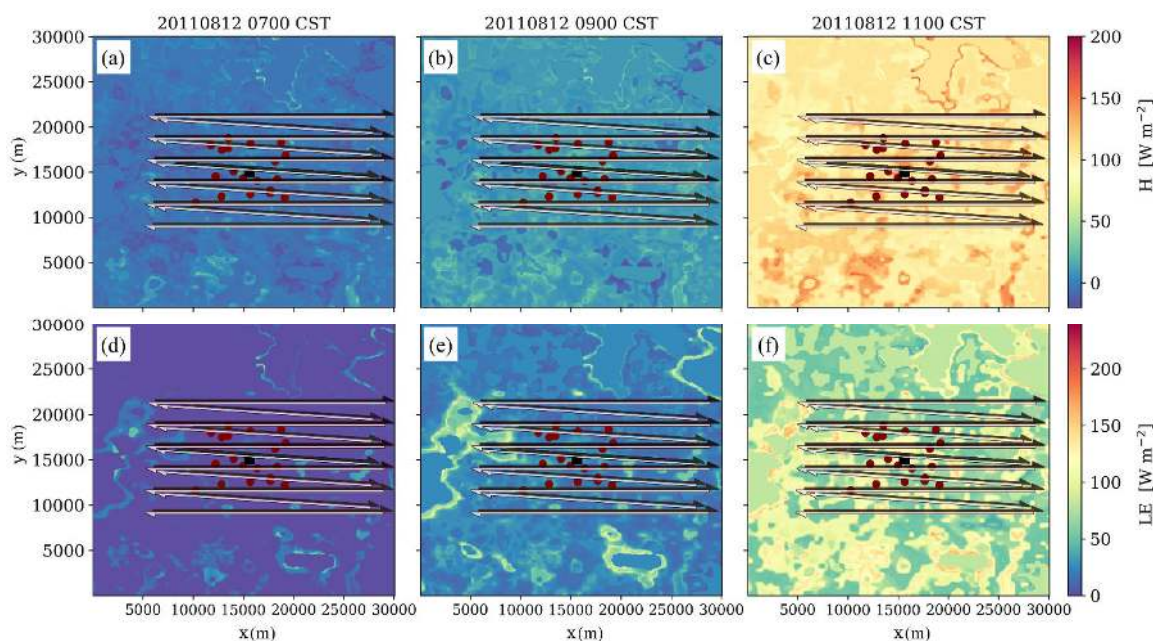 20110812 0700 CST 20110812 0900 CST 20110812 1100 CST
30000 (a) (b) (c) 200
25000
20000 150
y (m) 15000 100 H [W m⁻²]
10000 50
5000 0
30000 (d) (e) (f)
25000 200
20000 150
y (m) 15000 100 LE [W m⁻²]
10000 50
5000 0
5000 10000 15000 20000 25000 30000 5000 10000 15000 20000 25000 30000 5000 10000 15000 20000 25000 30000
x(m) x(m) x(m)